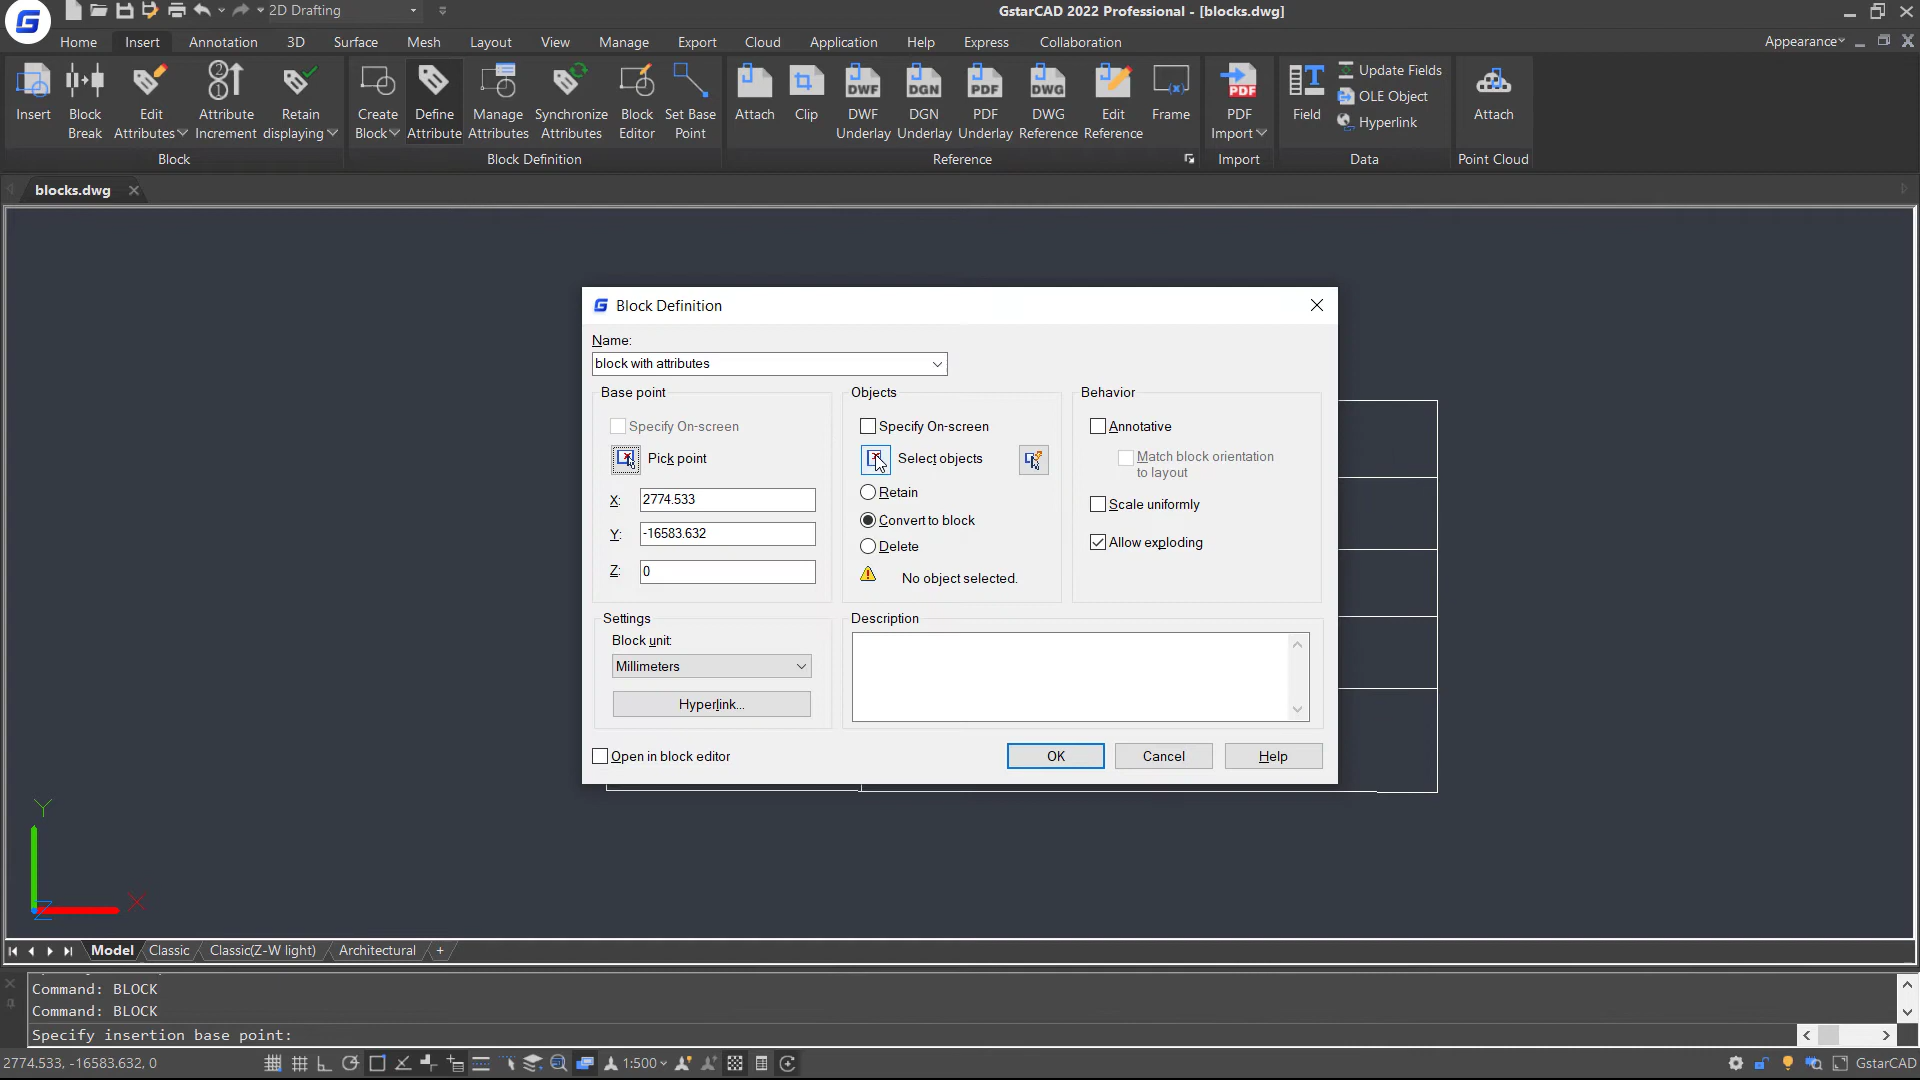 2D Drafting
GstarCAD 2022 Professional - [blocks.dwg]
Home Insert Annotation 3D Surface Mesh Layout View Manage Export Cloud Application Help Express Collaboration Appearance
Insert
Block
Break
Edit
Attributes
Attribute
Increment
Retain
displaying
Block
Create
Block
Define
Attribute
Manage
Attributes
Synchronize
Attributes
Block
Editor
Set Base
Point
Block Definition
Attach
Clip
DWF
DWF
Underlay
DGN
DGN
Underlay
PDF
PDF
Underlay
DWG
DWG
Reference
Edit
Reference
Frame
Reference
PDF
PDF
Import
Import
Field
Update Fields
OLE Object
Hyperlink
Data
Attach
Point Cloud
blocks.dwg
Block Definition
Name:
block with attributes
Base point
Specify On-screen
Pick point
X: 2774.533
Y: -16583.632
Z: 0
Objects
Specify On-screen
Select objects
Retain
Convert to block
Delete
No object selected.
Behavior
Annotative
Match block orientation
to layout
Scale uniformly
Allow exploding
Settings
Block unit:
Millimeters
Hyperlink...
Description
Open in block editor
OK Cancel Help
Y
X
Z
Model Classic Classic(Z-W light) Architectural +
Command: BLOCK
Command: BLOCK
Specify insertion base point:
2774.533, -16583.632, 0
1:500
GstarCAD